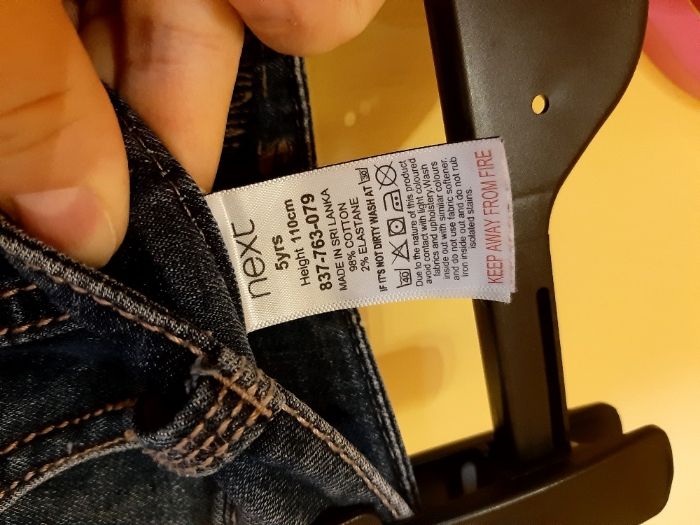 next
5yrs
Height 110cm
837-763-079
MADE IN SRI LANKA
98% COTTON
2% ELASTANE
IF IT'S NOT DIRTY WASH AT 30
40
Due to the nature of this product
avoid contact with light coloured
fabrics and upholstery.Wash
inside out with similar colours
and do not use fabric softener.
Iron inside out and do not rub
isolated stains
KEEP AWAY FROM FIRE